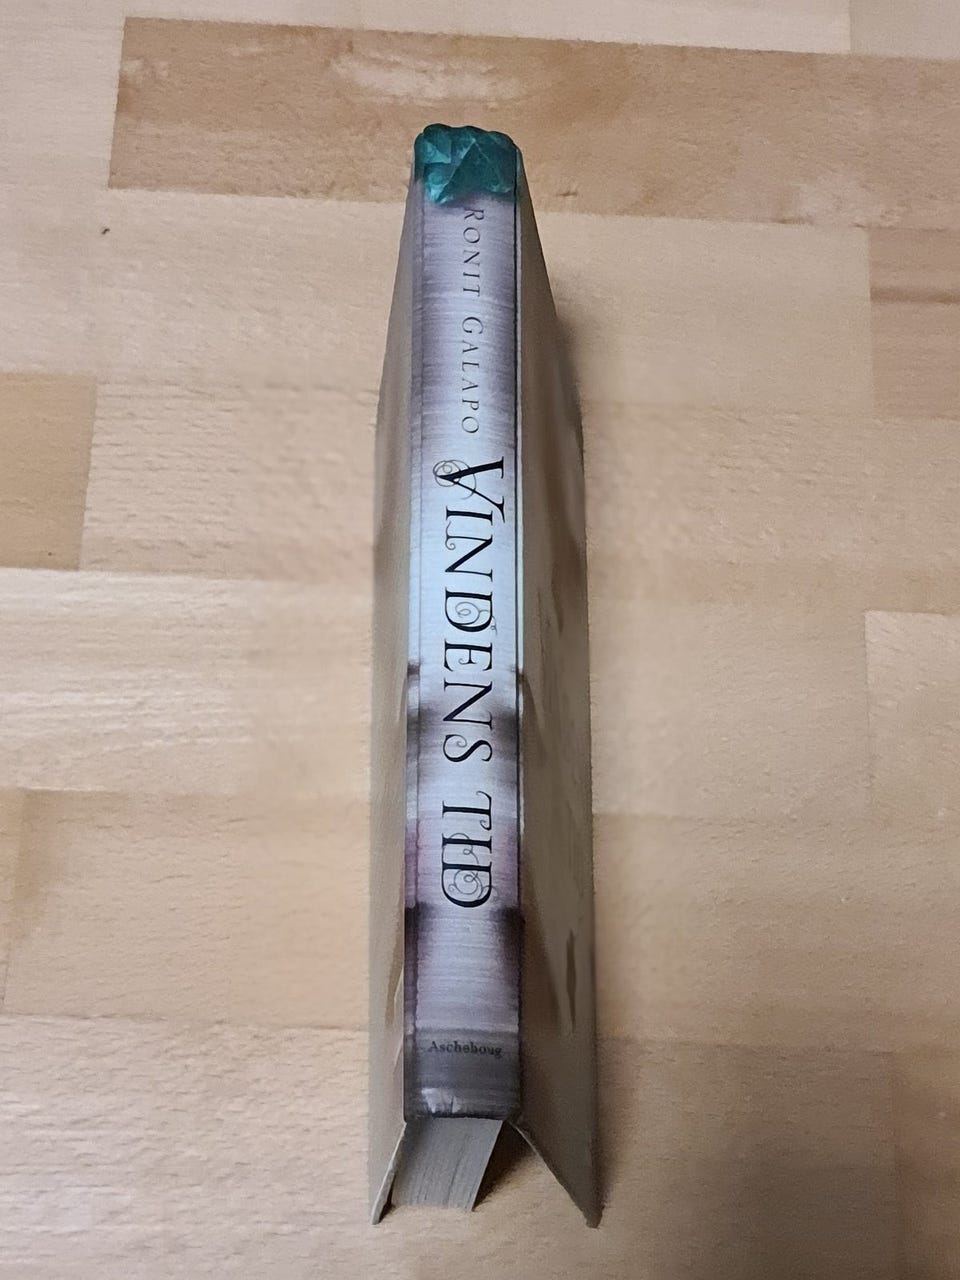 RONIT GALAPO
VINDENS TID
Aschehoug